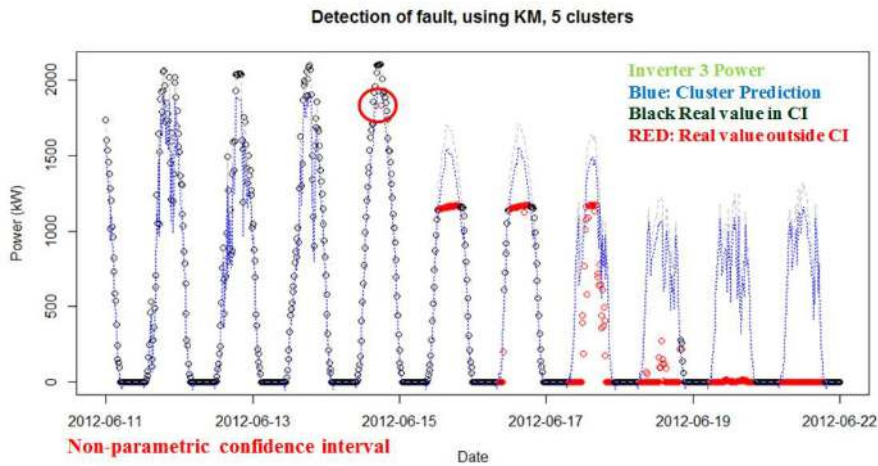 Detection of fault, using KM, 5 clusters
Inverter 3 Power
Blue: Cluster Prediction
Black Real value in CI
RED: Real value outside CI
Power (kW)
2000
1500
1000
500
0
2012-06-11
2012-06-13
2012-06-15
2012-06-17
2012-06-19
2012-06-22
Non-parametric confidence interval
Date